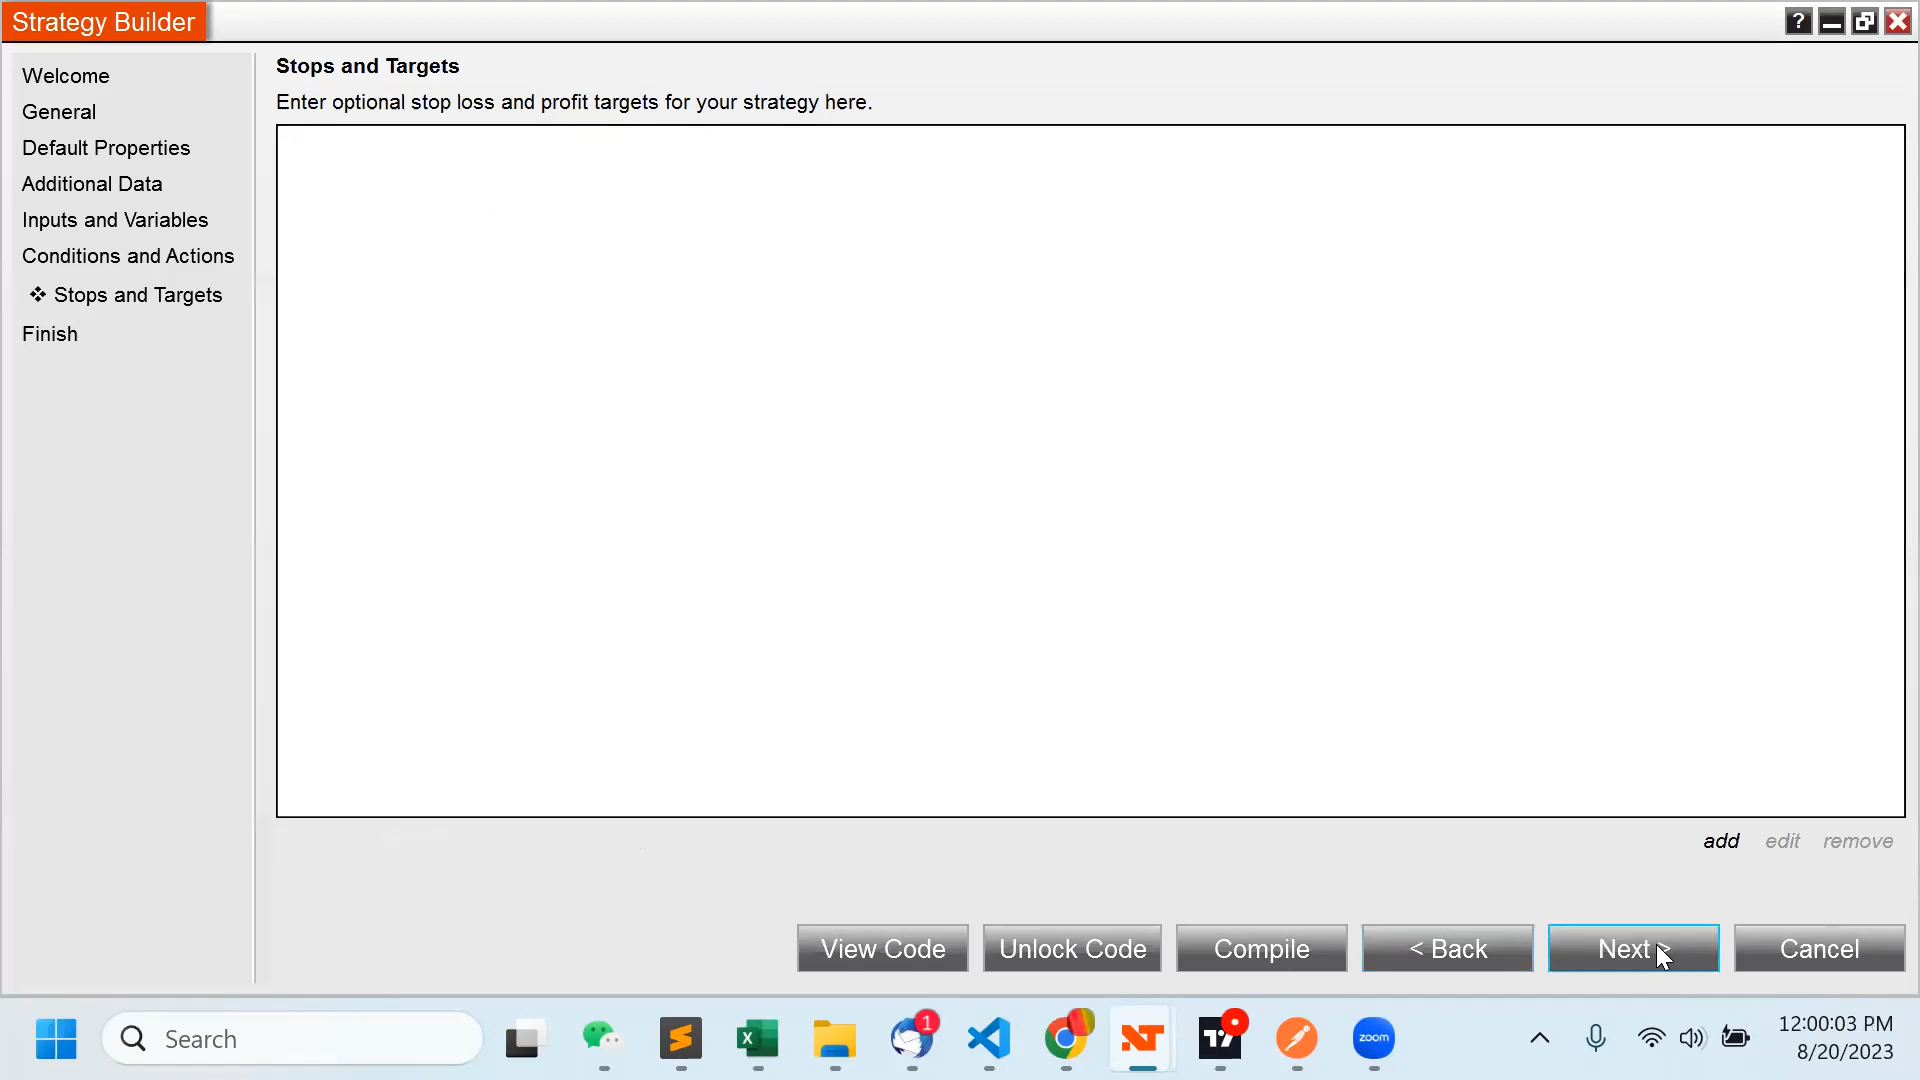 Strategy Builder
?
Welcome
General
Default Properties
Additional Data
Inputs and Variables
Conditions and Actions
❖ Stops and Targets
Finish
Stops and Targets
Enter optional stop loss and profit targets for your strategy here.
add edit remove
View Code Unlock Code Compile < Back Next > Cancel
Search
1
zoom
12:00:03 PM
8/20/2023